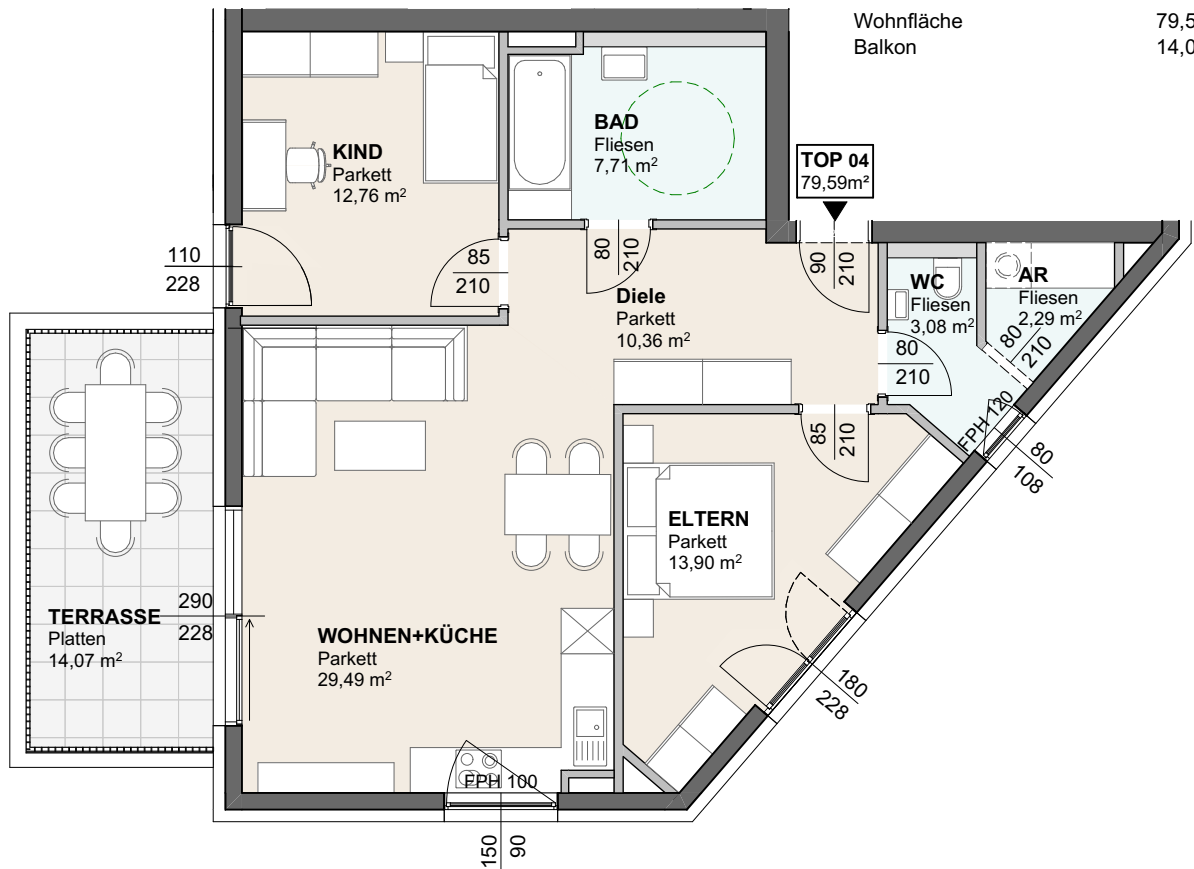 Wohnfläche 79,5
Balkon 14,0
KIND
Parkett
12,76 m²
BAD
Fliesen
7,71 m²
TOP 04
79,59m²
110
228
85
210
80
210
90
210
Diele
Parkett
10,36 m²
WC
Fliesen
3,08 m²
AR
Fliesen
2,29 m²
80
210
80
210
FPH 120
80
108
85
210
ELTERN
Parkett
13,90 m²
TERRASSE
Platten
14,07 m²
290
228
WOHNEN+KÜCHE
Parkett
29,49 m²
180
228
FPH 100
150
90